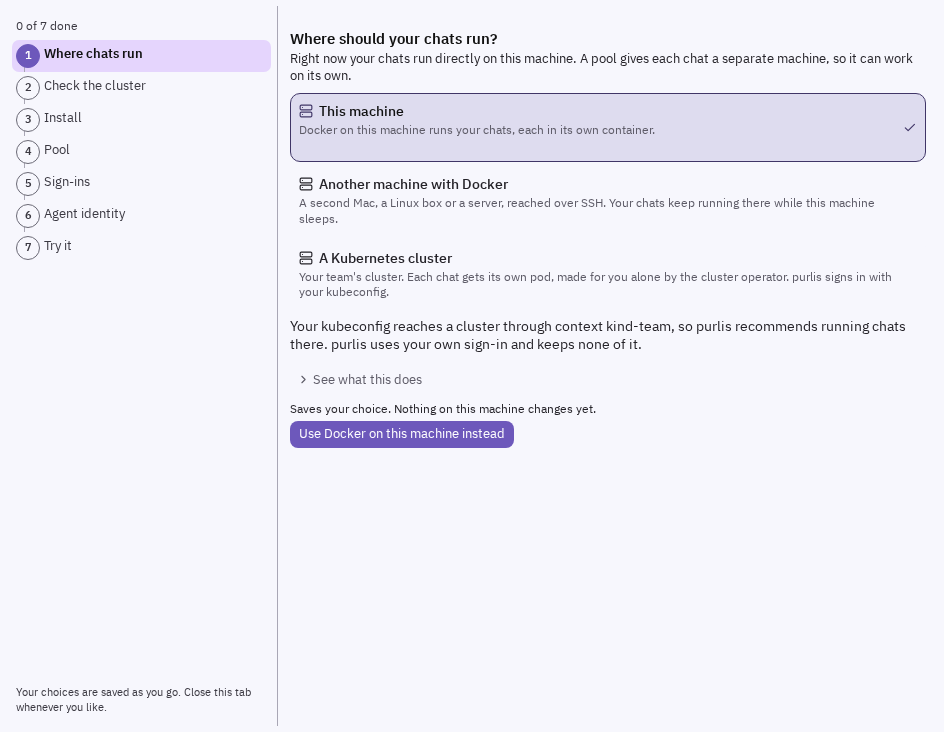 0 of 7 done
1 Where chats run
2 Check the cluster
3 Install
4 Pool
5 Sign-ins
6 Agent identity
7 Try it
Your choices are saved as you go. Close this tab
whenever you like.
Where should your chats run?
Right now your chats run directly on this machine. A pool gives each chat a separate machine, so it can work
on its own.
This machine
Docker on this machine runs your chats, each in its own container.
Another machine with Docker
A second Mac, a Linux box or a server, reached over SSH. Your chats keep running there while this machine
sleeps.
A Kubernetes cluster
Your team's cluster. Each chat gets its own pod, made for you alone by the cluster operator. purlis signs in with
your kubeconfig.
Your kubeconfig reaches a cluster through context kind-team, so purlis recommends running chats
there. purlis uses your own sign-in and keeps none of it.
See what this does
Saves your choice. Nothing on this machine changes yet.
Use Docker on this machine instead